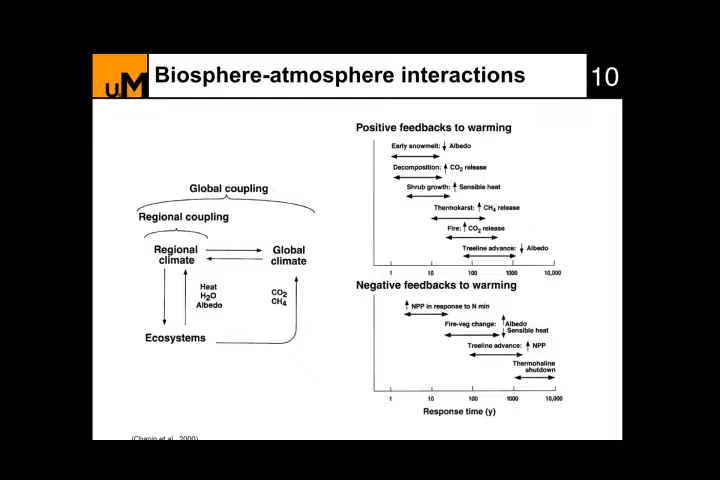 UM
Biosphere-atmosphere interactions
10
Global coupling
Regional coupling
Regional
climate
Global
climate
Heat
H₂O
Albedo
CO₂
CH₄
Ecosystems
Positive feedbacks to warming
Early snowmelt: ↓ Albedo
Decomposition: ↑ CO₂ release
Shrub growth: ↑ Sensible heat
Thermokarst: ↑ CH₄ release
Fire: ↑ CO₂ release
Treeline advance: ↓ Albedo
1 10 100 1000 10,000
Negative feedbacks to warming
↑ NPP in response to N min
Fire-veg change: ↑ Albedo
↓ Sensible heat
Treeline advance: ↑ NPP
Thermohaline
shutdown
1 10 100 1000 10,000
Response time (y)
(Chapin et al., 2000)